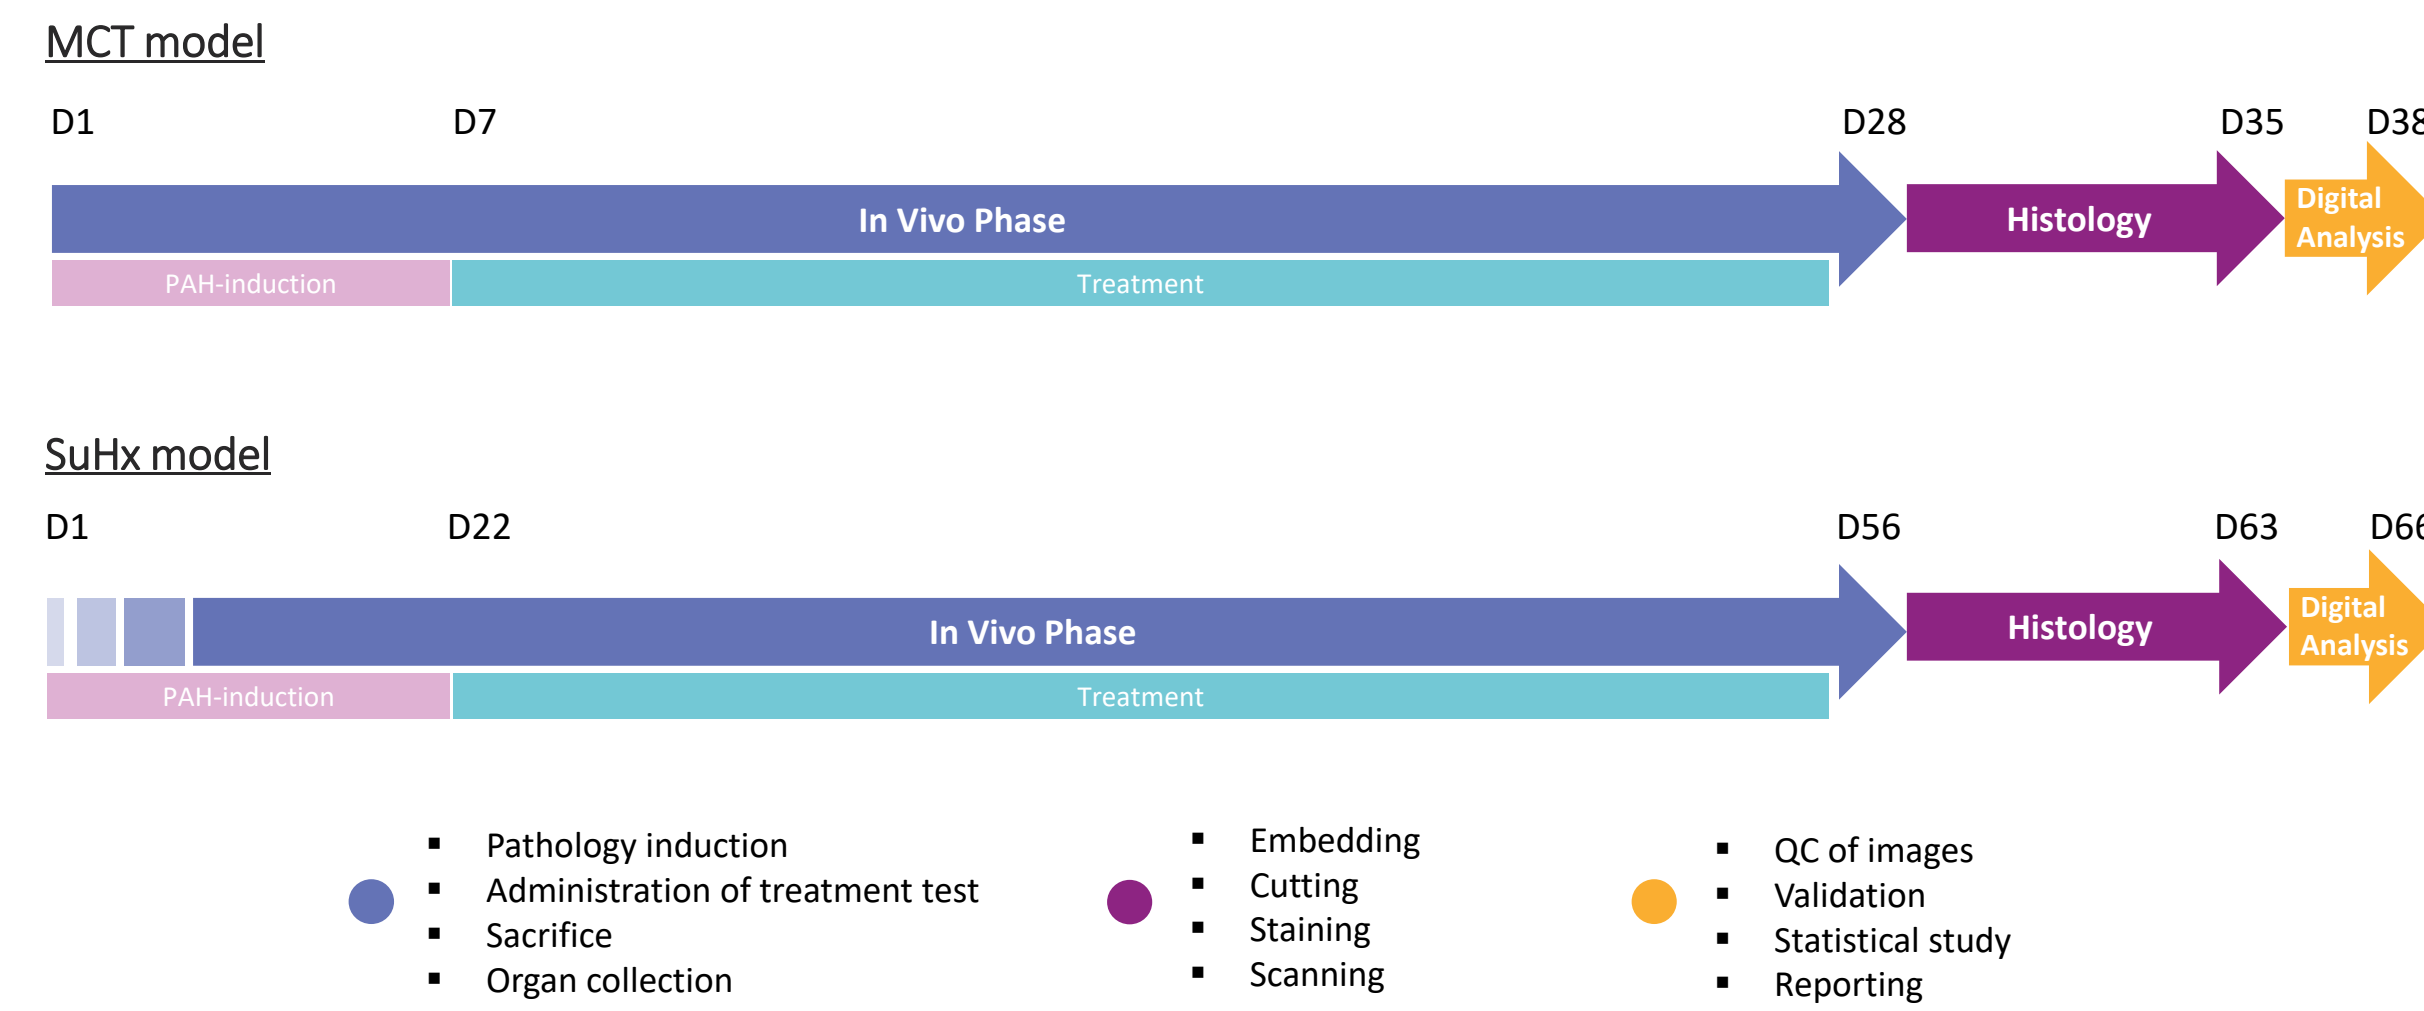 MCT model
D1 D7 D28 D35 D38
In Vivo Phase
Histology
Digital
Analysis
PAH-induction
Treatment
SuHx model
D1 D22 D56 D63 D66
In Vivo Phase
Histology
Digital
Analysis
PAH-induction
Treatment
▪ Pathology induction
▪ Administration of treatment test
▪ Sacrifice
▪ Organ collection
▪ Embedding
▪ Cutting
▪ Staining
▪ Scanning
▪ QC of images
▪ Validation
▪ Statistical study
▪ Reporting